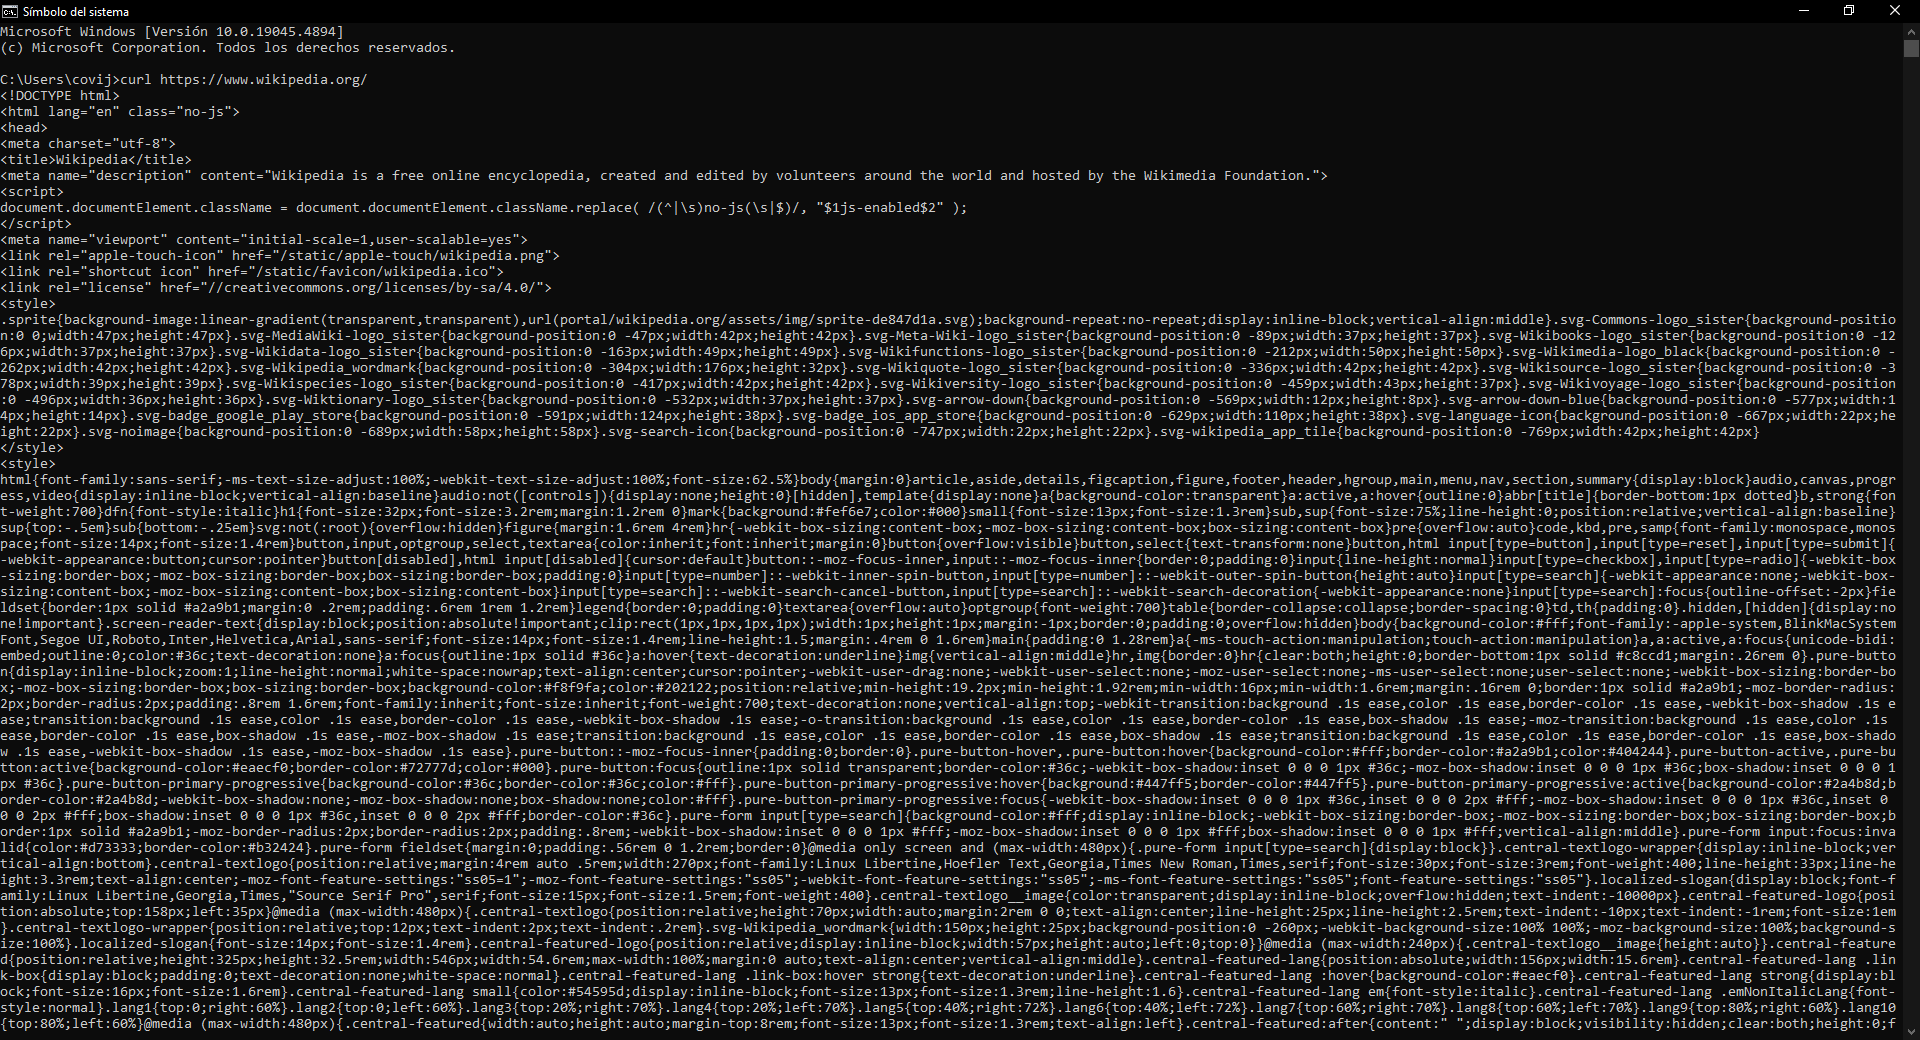 Símbolo del sistema
Microsoft Windows [Versión 10.0.19045.4894]
(c) Microsoft Corporation. Todos los derechos reservados.
C:\Users\covij>curl https://www.wikipedia.org/
<!DOCTYPE html>
<html lang="en" class="no-js">
<head>
<meta charset="utf-8">
<title>Wikipedia</title>
<meta name="description" content="Wikipedia is a free online encyclopedia, created and edited by volunteers around the world and hosted by the Wikimedia Foundation.">
<script>
document.documentElement.className = document.documentElement.className.replace( /(^|\s)no-js(\s|$)/, "$1js-enabled$2" );
</script>
<meta name="viewport" content="initial-scale=1,user-scalable=yes">
<link rel="apple-touch-icon" href="/static/apple-touch/wikipedia.png">
<link rel="shortcut icon" href="/static/favicon/wikipedia.ico">
<link rel="license" href="//creativecommons.org/licenses/by-sa/4.0/">
<style>
.sprite{background-image:linear-gradient(transparent,transparent),url(portal/wikipedia.org/assets/img/sprite-de847d1a.svg);background-repeat:no-repeat;display:inline-block;vertical-align:middle}.svg-Commons-logo_sister{background-positio
n:0 0;width:47px;height:47px}.svg-MediaWiki-logo_sister{background-position:0 -47px;width:42px;height:42px}.svg-Meta-Wiki-logo_sister{background-position:0 -89px;width:37px;height:37px}.svg-Wikibooks-logo_sister{background-position:0 -12
6px;width:37px;height:37px}.svg-Wikidata-logo_sister{background-position:0 -163px;width:49px;height:49px}.svg-Wikifunctions-logo_sister{background-position:0 -212px;width:50px;height:50px}.svg-Wikimedia-logo_black{background-position:0 -
262px;width:42px;height:42px}.svg-Wikipedia_wordmark{background-position:0 -304px;width:176px;height:32px}.svg-Wikiquote-logo_sister{background-position:0 -336px;width:42px;height:42px}.svg-Wikisource-logo_sister{background-position:0 -3
78px;width:39px;height:39px}.svg-Wikispecies-logo_sister{background-position:0 -417px;width:42px;height:42px}.svg-Wikiversity-logo_sister{background-position:0 -459px;width:43px;height:37px}.svg-Wikivoyage-logo_sister{background-position
:0 -496px;width:36px;height:36px}.svg-Wiktionary-logo_sister{background-position:0 -532px;width:37px;height:37px}.svg-arrow-down{background-position:0 -569px;width:12px;height:8px}.svg-arrow-down-blue{background-position:0 -577px;width:1
4px;height:14px}.svg-badge_google_play_store{background-position:0 -591px;width:124px;height:38px}.svg-badge_ios_app_store{background-position:0 -629px;width:110px;height:38px}.svg-language-icon{background-position:0 -667px;width:22px;he
ight:22px}.svg-noimage{background-position:0 -689px;width:58px;height:58px}.svg-search-icon{background-position:0 -747px;width:22px;height:22px}.svg-wikipedia_app_tile{background-position:0 -769px;width:42px;height:42px}
</style>
<style>
html{font-family:sans-serif;-ms-text-size-adjust:100%;-webkit-text-size-adjust:100%;font-size:62.5%}body{margin:0}article,aside,details,figcaption,figure,footer,header,hgroup,main,menu,nav,section,summary{display:block}audio,canvas,progr
ess,video{display:inline-block;vertical-align:baseline}audio:not([controls]){display:none;height:0}[hidden],template{display:none}a{background-color:transparent}a:active,a:hover{outline:0}abbr[title]{border-bottom:1px dotted}b,strong{fon
t-weight:700}dfn{font-style:italic}h1{font-size:32px;font-size:3.2rem;margin:1.2rem 0}mark{background:#fef6e7;color:#000}small{font-size:13px;font-size:1.3rem}sub,sup{font-size:75%;line-height:0;position:relative;vertical-align:baseline}
sup{top:-.5em}sub{bottom:-.25em}svg:not(:root){overflow:hidden}figure{margin:1.6rem 4rem}hr{-webkit-box-sizing:content-box;-moz-box-sizing:content-box;box-sizing:content-box}pre{overflow:auto}code,kbd,pre,samp{font-family:monospace,monos
pace;font-size:14px;font-size:1.4rem}button,input,optgroup,select,textarea{color:inherit;font:inherit;margin:0}button{overflow:visible}button,select{text-transform:none}button,html input[type=button],input[type=reset],input[type=submit]{
-webkit-appearance:button;cursor:pointer}button[disabled],html input[disabled]{cursor:default}button::-moz-focus-inner,input::-moz-focus-inner{border:0;padding:0}input{line-height:normal}input[type=checkbox],input[type=radio]{-webkit-box
-sizing:border-box;-moz-box-sizing:border-box;box-sizing:border-box;padding:0}input[type=number]::-webkit-inner-spin-button,input[type=number]::-webkit-outer-spin-button{height:auto}input[type=search]{-webkit-appearance:none;-webkit-box-
sizing:content-box;-moz-box-sizing:content-box;box-sizing:content-box}input[type=search]::-webkit-search-cancel-button,input[type=search]::-webkit-search-decoration{-webkit-appearance:none}input[type=search]:focus{outline-offset:-2px}fie
ldset{border:1px solid #a2a9b1;margin:0 .2rem;padding:.6rem 1rem 1.2rem}legend{border:0;padding:0}textarea{overflow:auto}optgroup{font-weight:700}table{border-collapse:collapse;border-spacing:0}td,th{padding:0}.hidden,[hidden]{display:no
ne!important}.screen-reader-text{display:block;position:absolute!important;clip:rect(1px,1px,1px,1px);width:1px;height:1px;margin:-1px;border:0;padding:0;overflow:hidden}body{background-color:#fff;font-family:-apple-system,BlinkMacSystem
Font,Segoe UI,Roboto,Inter,Helvetica,Arial,sans-serif;font-size:14px;font-size:1.4rem;line-height:1.5;margin:.4rem 0 1.6rem}main{padding:0 1.28rem}a{-ms-touch-action:manipulation;touch-action:manipulation}a,a:active,a:focus{unicode-bidi:
embed;outline:0;color:#36c;text-decoration:none}a:focus{outline:1px solid #36c}a:hover{text-decoration:underline}img{vertical-align:middle}hr,img{border:0}hr{clear:both;height:0;border-bottom:1px solid #c8ccd1;margin:.26rem 0}.pure-butto
n{display:inline-block;zoom:1;line-height:normal;white-space:nowrap;text-align:center;cursor:pointer;-webkit-user-drag:none;-webkit-user-select:none;-moz-user-select:none;-ms-user-select:none;user-select:none;-webkit-box-sizing:border-bo
x;-moz-box-sizing:border-box;box-sizing:border-box;background-color:#f8f9fa;color:#202122;position:relative;min-height:19.2px;min-height:1.92rem;min-width:16px;min-width:1.6rem;margin:.16rem 0;border:1px solid #a2a9b1;-moz-border-radius:
2px;border-radius:2px;padding:.8rem 1.6rem;font-family:inherit;font-size:inherit;font-weight:700;text-decoration:none;vertical-align:top;-webkit-transition:background .1s ease,color .1s ease,border-color .1s ease,-webkit-box-shadow .1s e
ase;transition:background .1s ease,color .1s ease,border-color .1s ease,-webkit-box-shadow .1s ease;-o-transition:background .1s ease,color .1s ease,border-color .1s ease,box-shadow .1s ease;-moz-transition:background .1s ease,color .1s 
ease,border-color .1s ease,box-shadow .1s ease,-moz-box-shadow .1s ease;transition:background .1s ease,color .1s ease,border-color .1s ease,box-shadow .1s ease;transition:background .1s ease,color .1s ease,border-color .1s ease,box-shado
w .1s ease,-webkit-box-shadow .1s ease,-moz-box-shadow .1s ease}.pure-button::-moz-focus-inner{padding:0;border:0}.pure-button-hover,.pure-button:hover{background-color:#fff;border-color:#a2a9b1;color:#404244}.pure-button-active,.pure-bu
tton:active{background-color:#eaecf0;border-color:#72777d;color:#000}.pure-button:focus{outline:1px solid transparent;border-color:#36c;-webkit-box-shadow:inset 0 0 0 1px #36c;-moz-box-shadow:inset 0 0 0 1px #36c;box-shadow:inset 0 0 0 1
px #36c}.pure-button-primary-progressive{background-color:#36c;border-color:#36c;color:#fff}.pure-button-primary-progressive:hover{background:#447ff5;border-color:#447ff5}.pure-button-primary-progressive:active{background-color:#2a4b8d;b
order-color:#2a4b8d;-webkit-box-shadow:none;-moz-box-shadow:none;box-shadow:none;color:#fff}.pure-button-primary-progressive:focus{-webkit-box-shadow:inset 0 0 0 1px #36c,inset 0 0 0 2px #fff;-moz-box-shadow:inset 0 0 0 1px #36c,inset 0 
0 0 2px #fff;box-shadow:inset 0 0 0 1px #36c,inset 0 0 0 2px #fff;border-color:#36c}.pure-form input[type=search]{background-color:#fff;display:inline-block;-webkit-box-sizing:border-box;-moz-box-sizing:border-box;box-sizing:border-box;b
order:1px solid #a2a9b1;-moz-border-radius:2px;border-radius:2px;padding:.8rem;-webkit-box-shadow:inset 0 0 0 1px #fff;-moz-box-shadow:inset 0 0 0 1px #fff;box-shadow:inset 0 0 0 1px #fff;vertical-align:middle}.pure-form input:focus:inva
lid{color:#d73333;border-color:#b32424}.pure-form fieldset{margin:0;padding:.56rem 0 1.2rem;border:0}@media only screen and (max-width:480px){.pure-form input[type=search]{display:block}}.central-textlogo-wrapper{display:inline-block;ver
tical-align:bottom}.central-textlogo{position:relative;margin:4rem auto .5rem;width:270px;font-family:Linux Libertine,Hoefler Text,Georgia,Times New Roman,Times,serif;font-size:30px;font-size:3rem;font-weight:400;line-height:33px;line-he
ight:3.3rem;text-align:center;-moz-font-feature-settings:"ss05=1";-moz-font-feature-settings:"ss05";-webkit-font-feature-settings:"ss05";-ms-font-feature-settings:"ss05";font-feature-settings:"ss05"}.localized-slogan{display:block;font-f
amily:Linux Libertine,Georgia,Times,"Source Serif Pro",serif;font-size:15px;font-size:1.5rem;font-weight:400}.central-textlogo__image{color:transparent;display:inline-block;overflow:hidden;text-indent:-10000px}.central-featured-logo{posi
tion:absolute;top:158px;left:35px}@media (max-width:480px){.central-textlogo{position:relative;height:70px;width:auto;margin:2rem 0 0;text-align:center;line-height:25px;line-height:2.5rem;text-indent:-10px;text-indent:-1rem;font-size:1em
}.central-textlogo-wrapper{position:relative;top:12px;text-indent:2px;text-indent:.2rem}.svg-Wikipedia_wordmark{width:150px;height:25px;background-position:0 -260px;-webkit-background-size:100% 100%;-moz-background-size:100%;background-s
ize:100%}.localized-slogan{font-size:14px;font-size:1.4rem}.central-featured-logo{position:relative;display:inline-block;width:57px;height:auto;left:0;top:0}}@media (max-width:240px){.central-textlogo__image{height:auto}}.central-feature
d{position:relative;height:325px;height:32.5rem;width:546px;width:54.6rem;max-width:100%;margin:0 auto;text-align:center;vertical-align:middle}.central-featured-lang{position:absolute;width:156px;width:15.6rem}.central-featured-lang .lin
k-box{display:block;padding:0;text-decoration:none;white-space:normal}.central-featured-lang .link-box:hover strong{text-decoration:underline}.central-featured-lang :hover{background-color:#eaecf0}.central-featured-lang strong{display:bl
ock;font-size:16px;font-size:1.6rem}.central-featured-lang small{color:#54595d;display:inline-block;font-size:13px;font-size:1.3rem;line-height:1.6}.central-featured-lang em{font-style:italic}.central-featured-lang .emNonItalicLang{font-
style:normal}.lang1{top:0;right:60%}.lang2{top:0;left:60%}.lang3{top:20%;right:70%}.lang4{top:20%;left:70%}.lang5{top:40%;right:72%}.lang6{top:40%;left:72%}.lang7{top:60%;right:70%}.lang8{top:60%;left:70%}.lang9{top:80%;right:60%}.lang10
{top:80%;left:60%}@media (max-width:480px){.central-featured{width:auto;height:auto;margin-top:8rem;font-size:13px;font-size:1.3rem;text-align:left}.central-featured:after{content:" ";display:block;visibility:hidden;clear:both;height:0;f